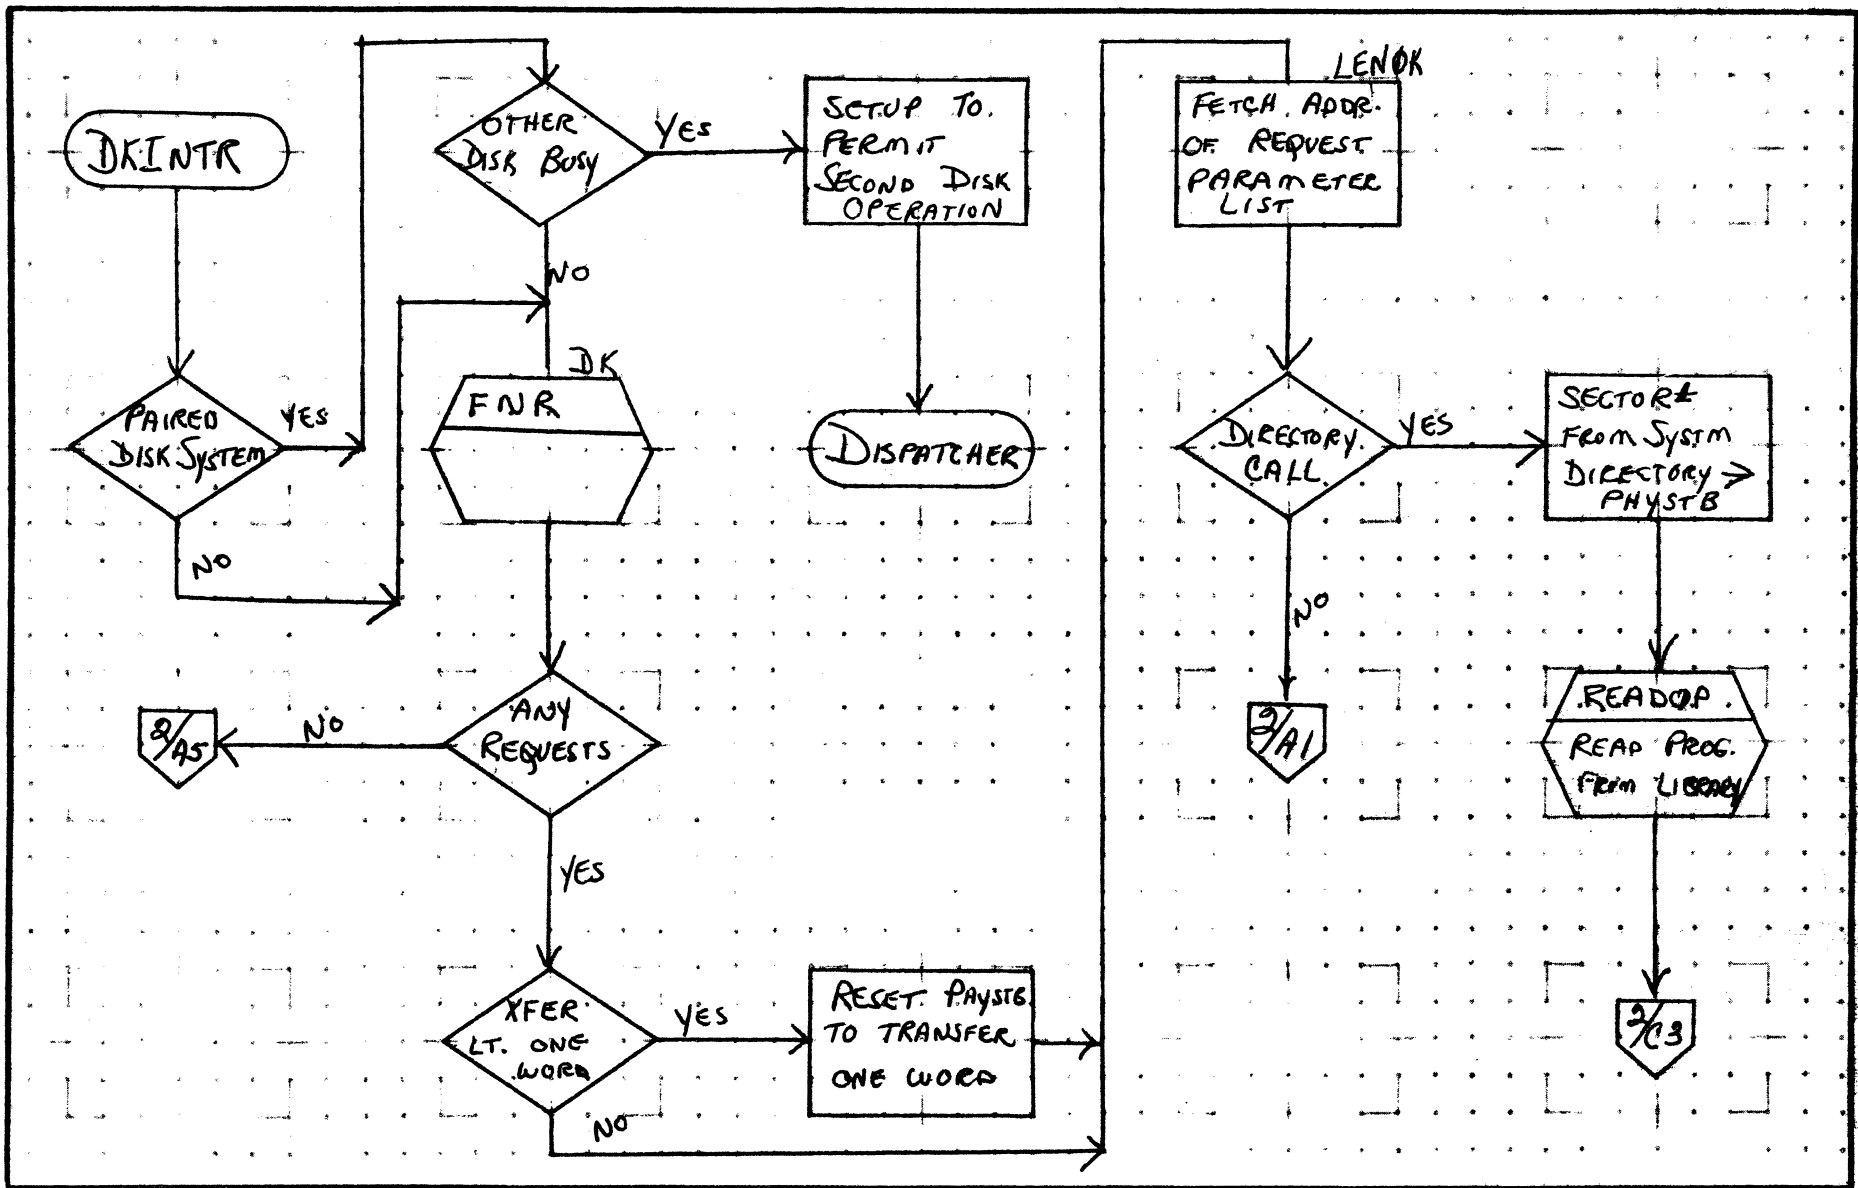 DKINTR
PAIRED
DISK SYSTEM
YES
NO
OTHER
DISK BUSY
YES
NO
SETUP TO
PERMIT
SECOND DISK
OPERATION
DISPATCHER
DK
FNR
ANY
REQUESTS
NO
2/A5
YES
XFER
LT. ONE
WORD
YES
NO
RESET PHYSTB
TO TRANSFER
ONE WORD
LENOK
FETCH ADDR.
OF REQUEST
PARAMETER
LIST
DIRECTORY
CALL
YES
NO
2/A1
SECTOR#
FROM SYSTM
DIRECTORY →
PHYSTB
READOP
READ PROG.
FROM LIBRARY
2/C3